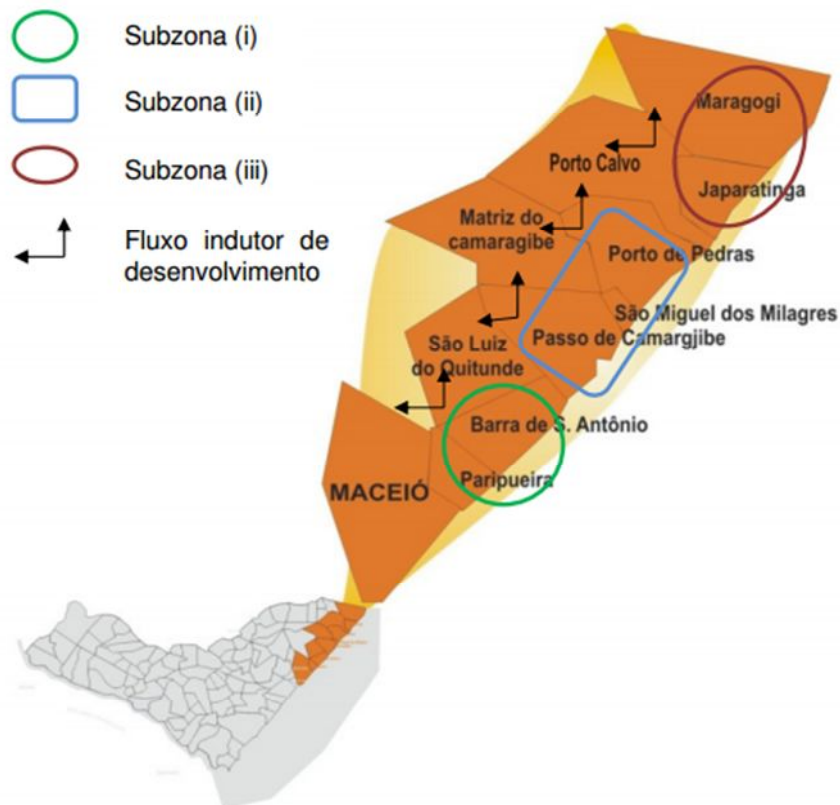 Subzona (i)
Subzona (ii)
Subzona (iii)
Fluxo indutor de
desenvolvimento
Maragogi
Porto Calvo
Japaratinga
Matriz do
camaragibe
Porto de Pedras
São Miguel dos Milagres
Passo de Camargjibe
São Luiz
do Quitunde
Barra de S. Antônio
Paripueira
MACEIÓ